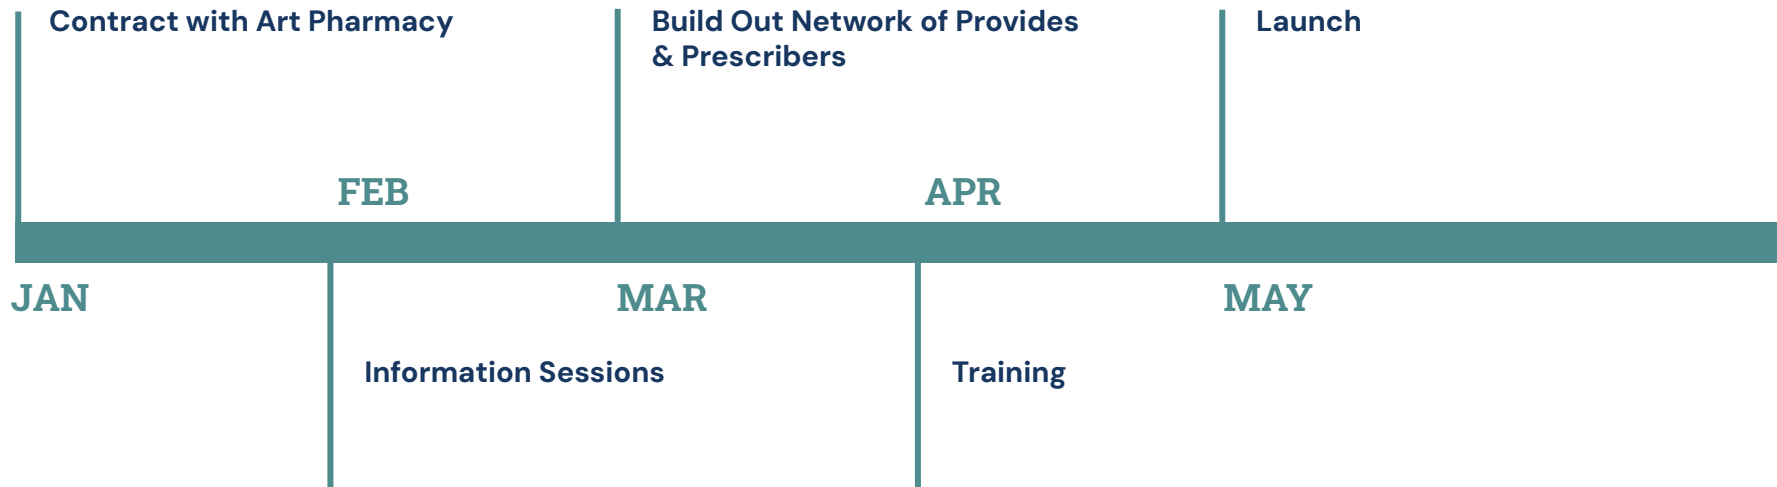 Contract with Art Pharmacy
Build Out Network of Provides
& Prescribers
Launch
FEB
APR
JAN
MAR
MAY
Information Sessions
Training